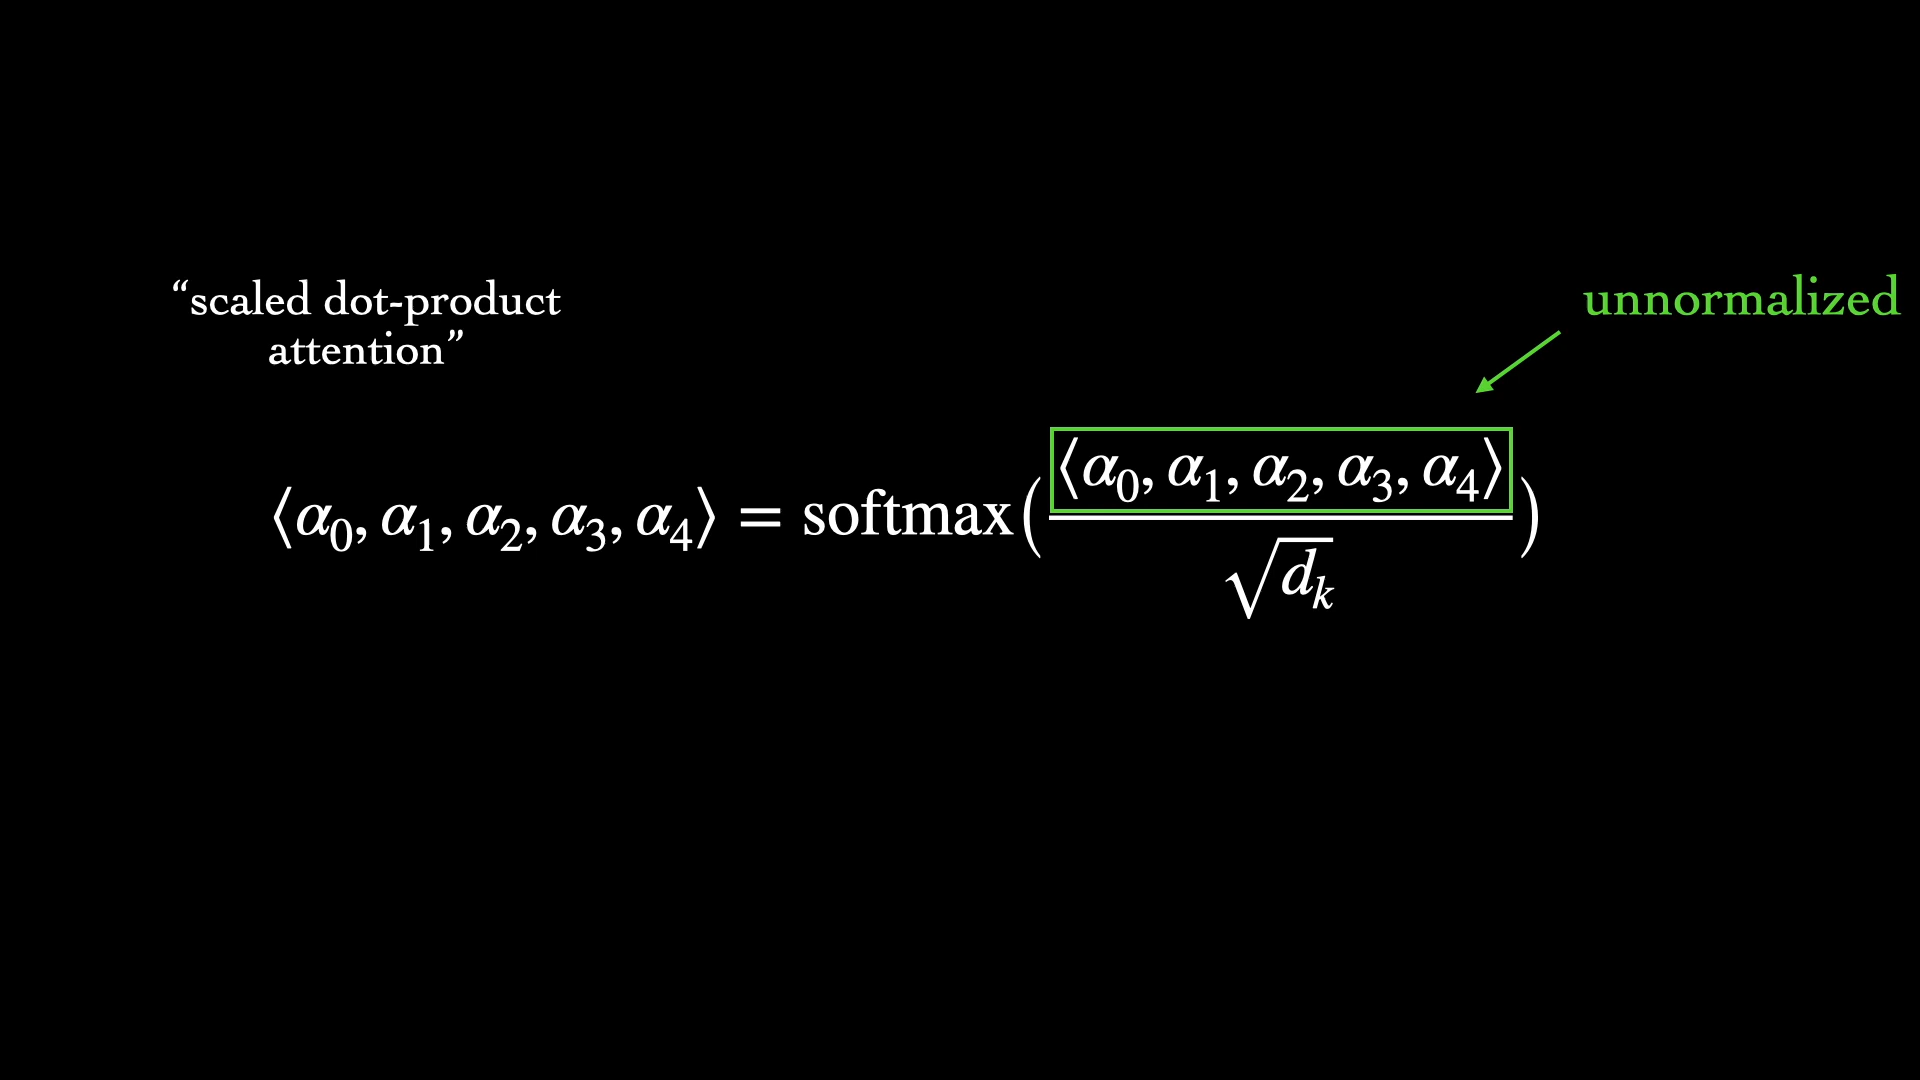 “scaled dot-product
attention”
unnormalized
⟨α₀, α₁, α₂, α₃, α₄⟩ = softmax(⟨α₀, α₁, α₂, α₃, α₄⟩ / √dₖ)